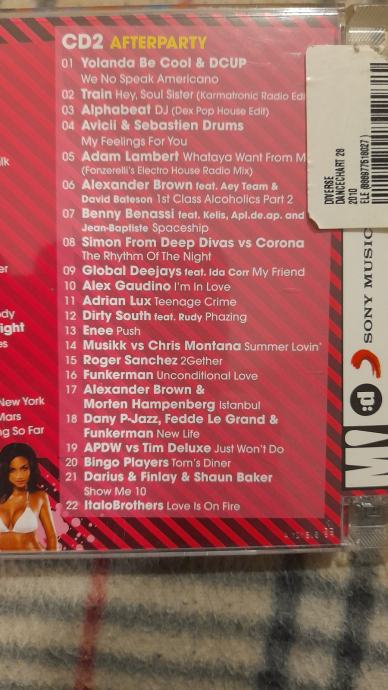 CD2 AFTERPARTY
01 Yolanda Be Cool & DCUP
We No Speak Americano
02 Train Hey, Soul Sister (Karmatronic Radio Edi
03 Alphabeat DJ (Dex Pop House Edit)
04 Avicii & Sebastien Drums
My Feelings For You
05 Adam Lambert Whataya Want From M
(Fonzerelli's Electro House Radio Mix)
06 Alexander Brown feat. Aey Team &
David Bateson 1st Class Alcoholics Part 2
07 Benny Benassi feat. Kelis, Apl.de.ap. and
Jean-Baptiste Spaceship
08 Simon From Deep Divas vs Corona
The Rhythm Of The Night
09 Global Deejays feat. Ida Corr My Friend
10 Alex Gaudino I'm In Love
11 Adrian Lux Teenage Crime
12 Dirty South feat. Rudy Phazing
13 Enee Push
14 Musikk vs Chris Montana Summer Lovin'
15 Roger Sanchez 2Gether
16 Funkerman Unconditional Love
17 Alexander Brown &
Morten Hampenberg Istanbul
18 Dany P-Jazz, Fedde Le Grand &
Funkerman New Life
19 APDW vs Tim Deluxe Just Won't Do
20 Bingo Players Tom's Diner
21 Darius & Finlay & Shaun Baker
Show Me 10
22 ItaloBrothers Love Is On Fire
alk
er
ody
ight
es
New York
Mars
ng So Far
DIVERSE
DANCECHART 28
2010
SONY MUSIC
:d